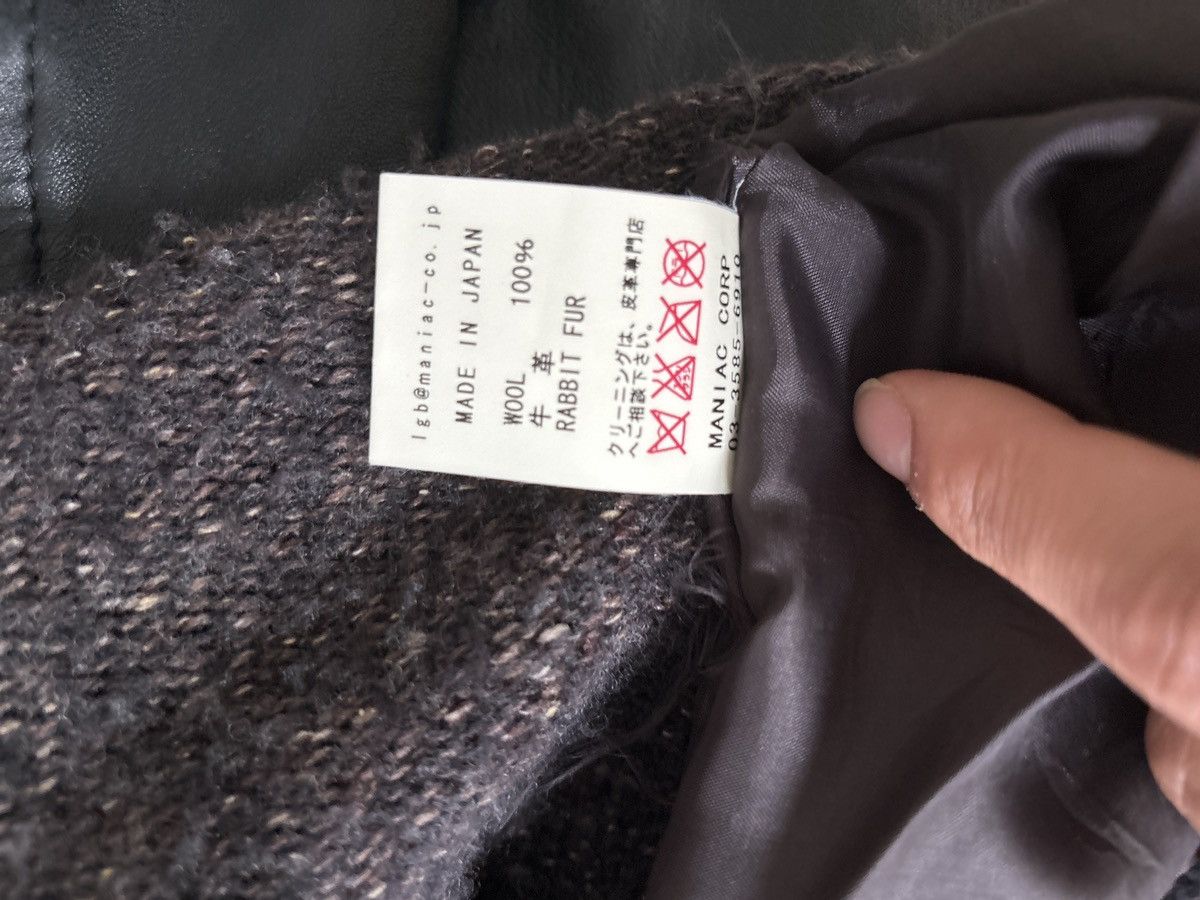 lgb@maniac-co.jp
MADE IN JAPAN
WOOL 100%
牛 革
RABBIT FUR
クリーニングは、皮革専門店
へご相談下さい。
MANIAC CORP